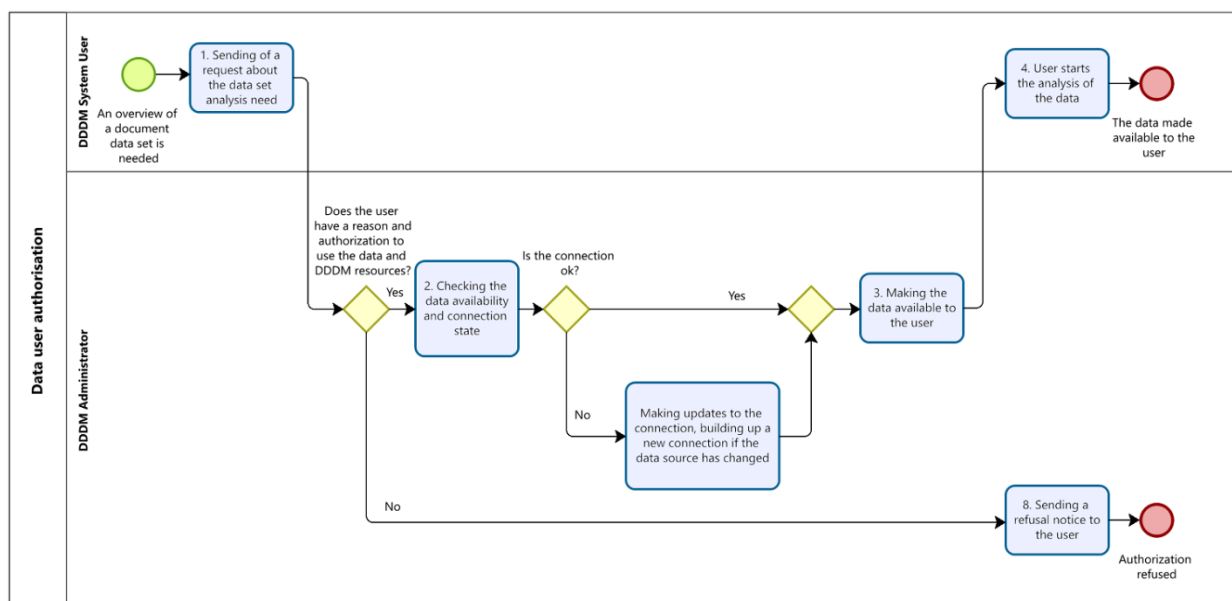 Data user authorisation
DDDM System User
An overview of
a document
data set is
needed
1. Sending of a
request about
the data set
analysis need
4. User starts
the analysis of
the data
The data made
available to the
user
DDDM Administrator
Does the user
have a reason and
authorization to
use the data and
DDDM resources?
Yes
2. Checking the
data availability
and connection
state
Is the connection
ok?
Yes
3. Making the
data available to
the user
No
Making updates to the
connection, building up a
new connection if the
data source has changed
No
8. Sending a
refusal notice to
the user
Authorization
refused